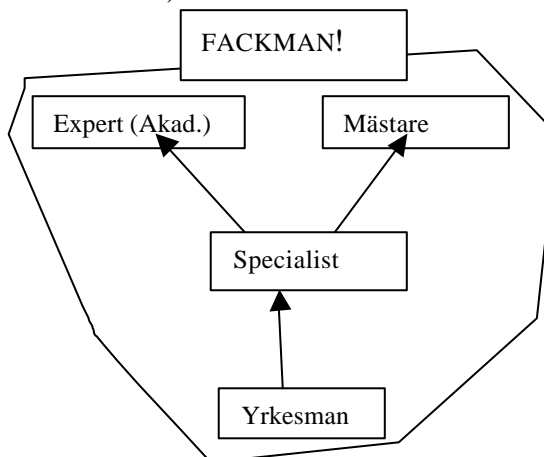 FACKMAN!
Expert (Akad.)
Mästare
Specialist
Yrkesman